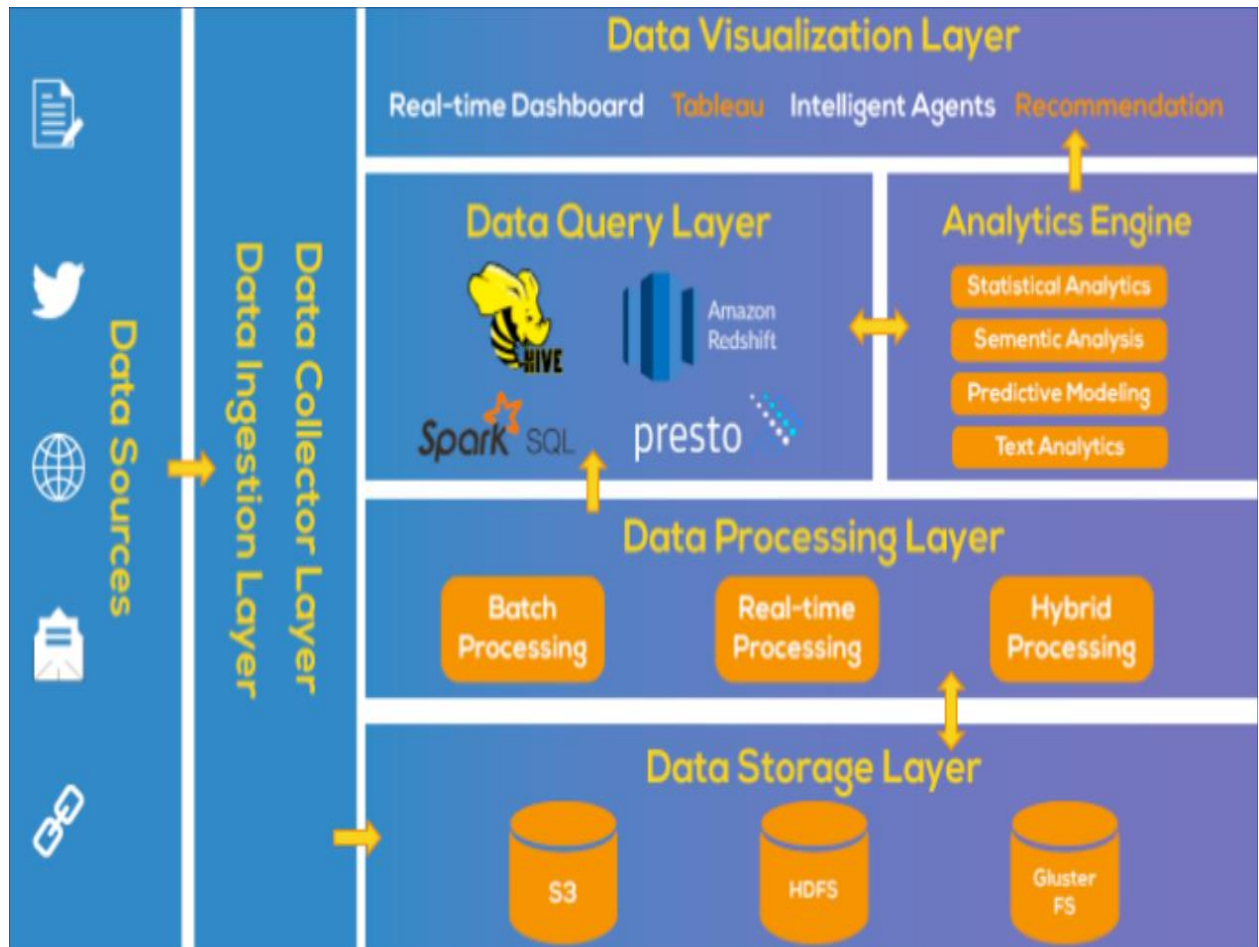 Data Sources
Data Ingestion Layer
Data Collector Layer
Data Visualization Layer
Real-time Dashboard Tableau Intelligent Agents Recommendation
Data Query Layer
HIVE
Amazon
Redshift
Spark SQL
presto
Analytics Engine
Statistical Analytics
Sementic Analysis
Predictive Modeling
Text Analytics
Data Processing Layer
Batch
Processing
Real-time
Processing
Hybrid
Processing
Data Storage Layer
S3
HDFS
Gluster
FS